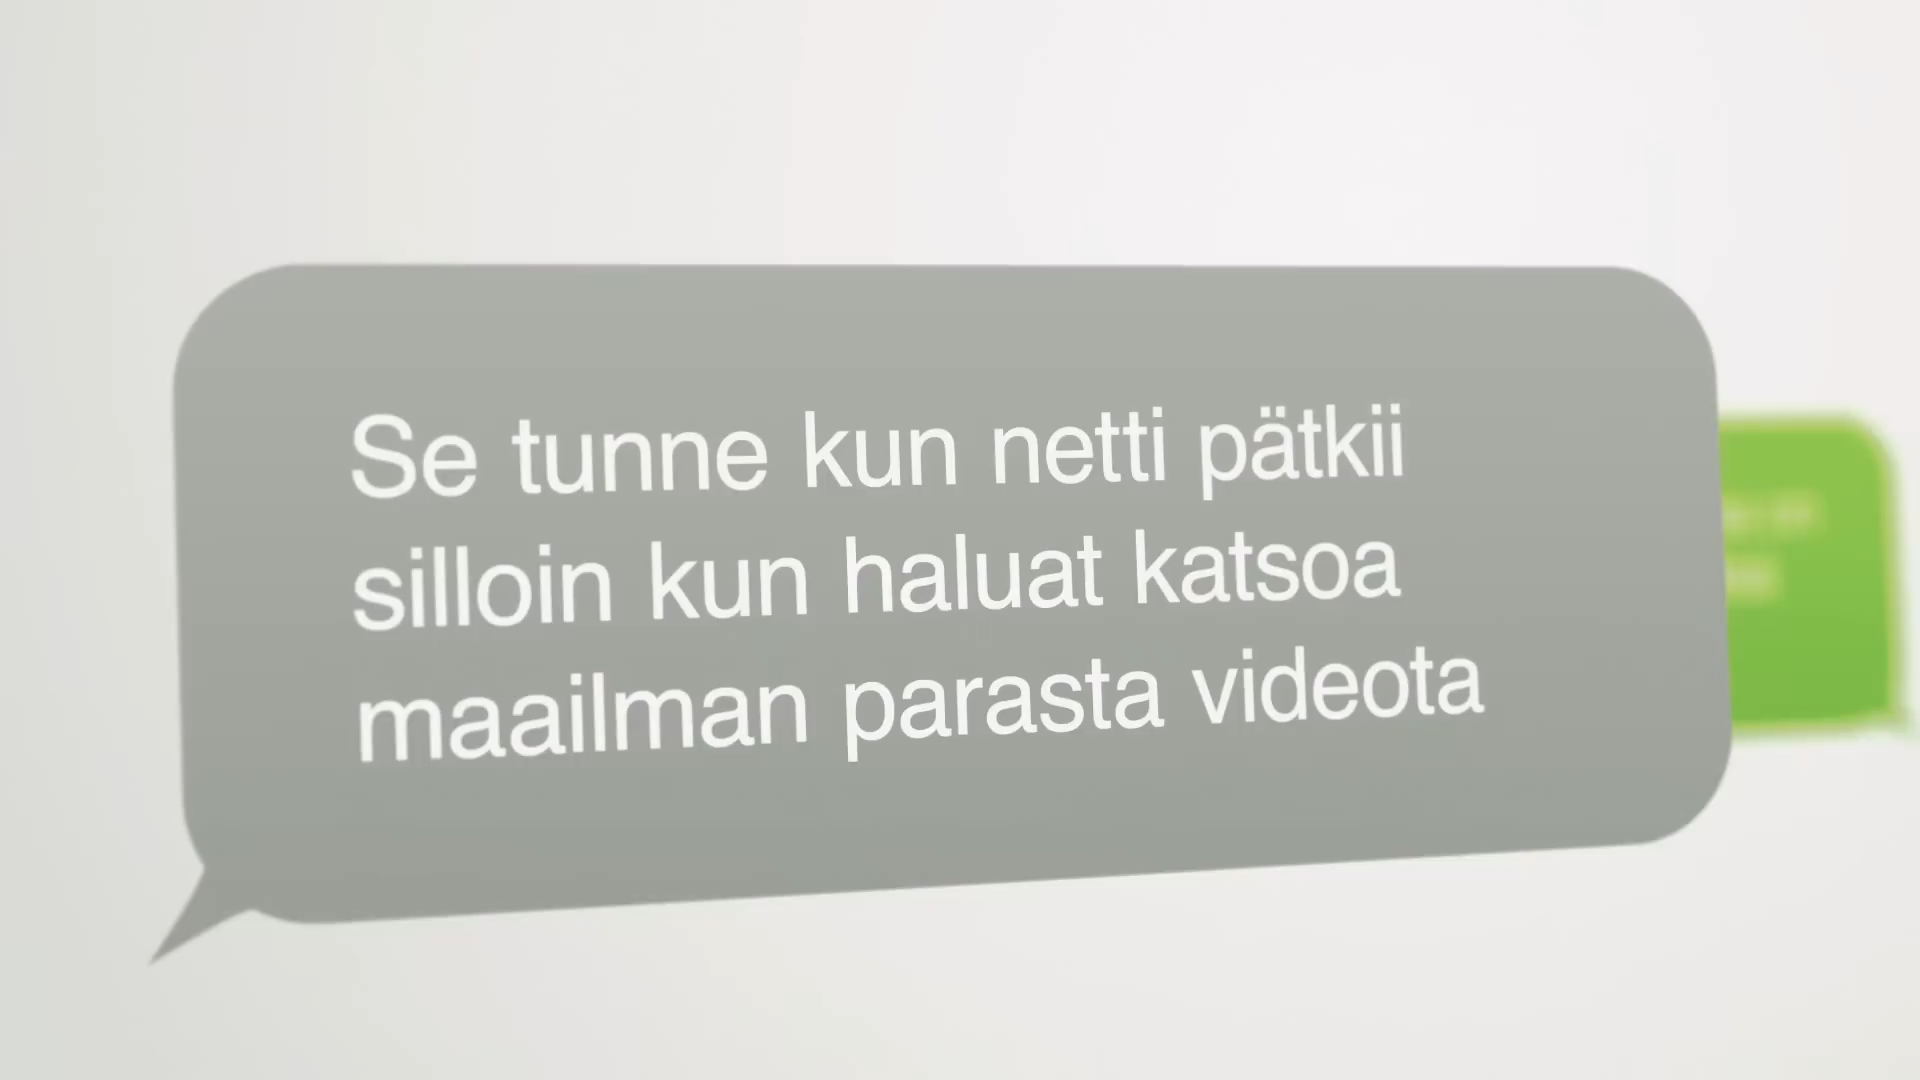 Se tunne kun netti pätkii
silloin kun haluat katsoa
maailman parasta videota